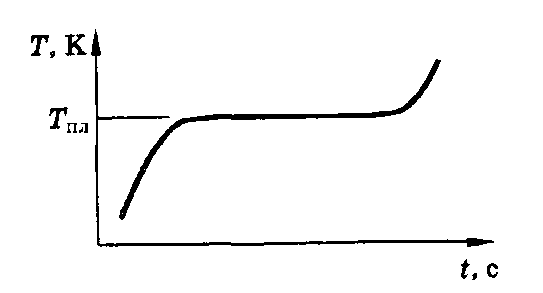 T, К
Tпл
t, с